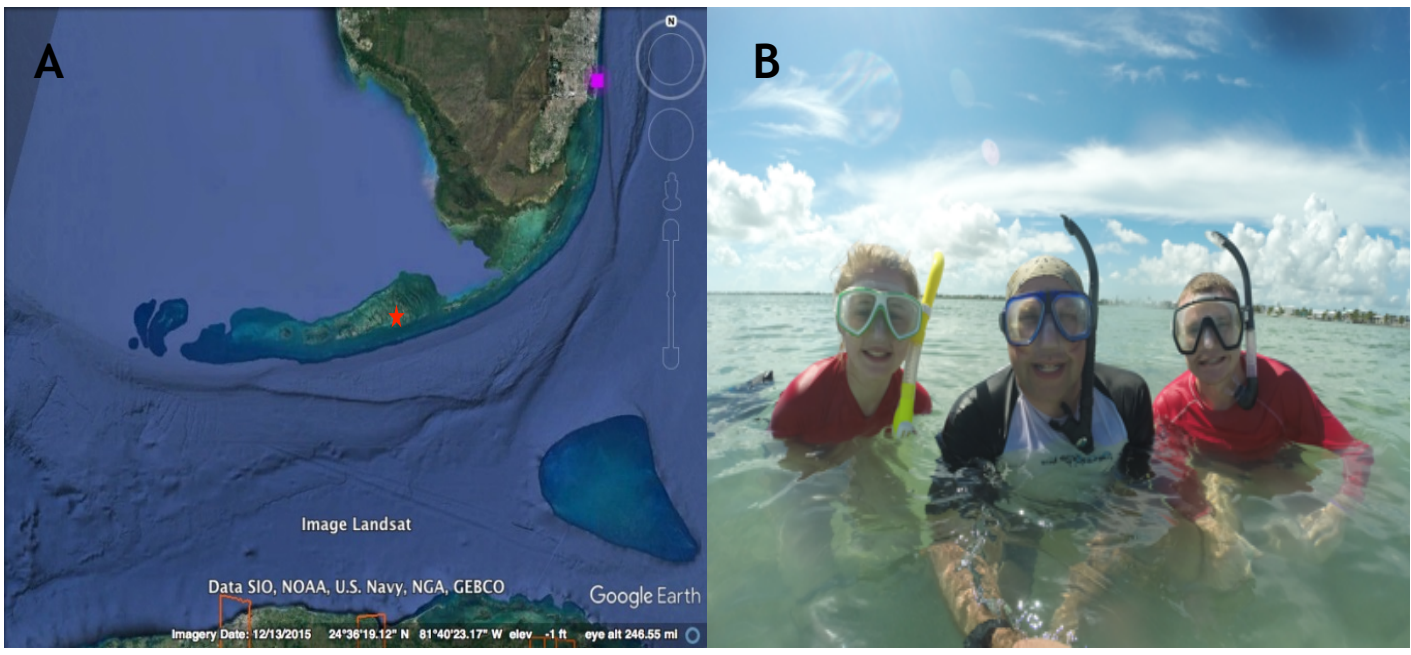 A
N
Image Landsat
Data SIO, NOAA, U.S. Navy, NGA, GEBCO
Google Earth
Imagery Date: 12/13/2015 24°36'19.12" N 81°40'23.17" W elev -1 ft eye alt 246.55 mi
B